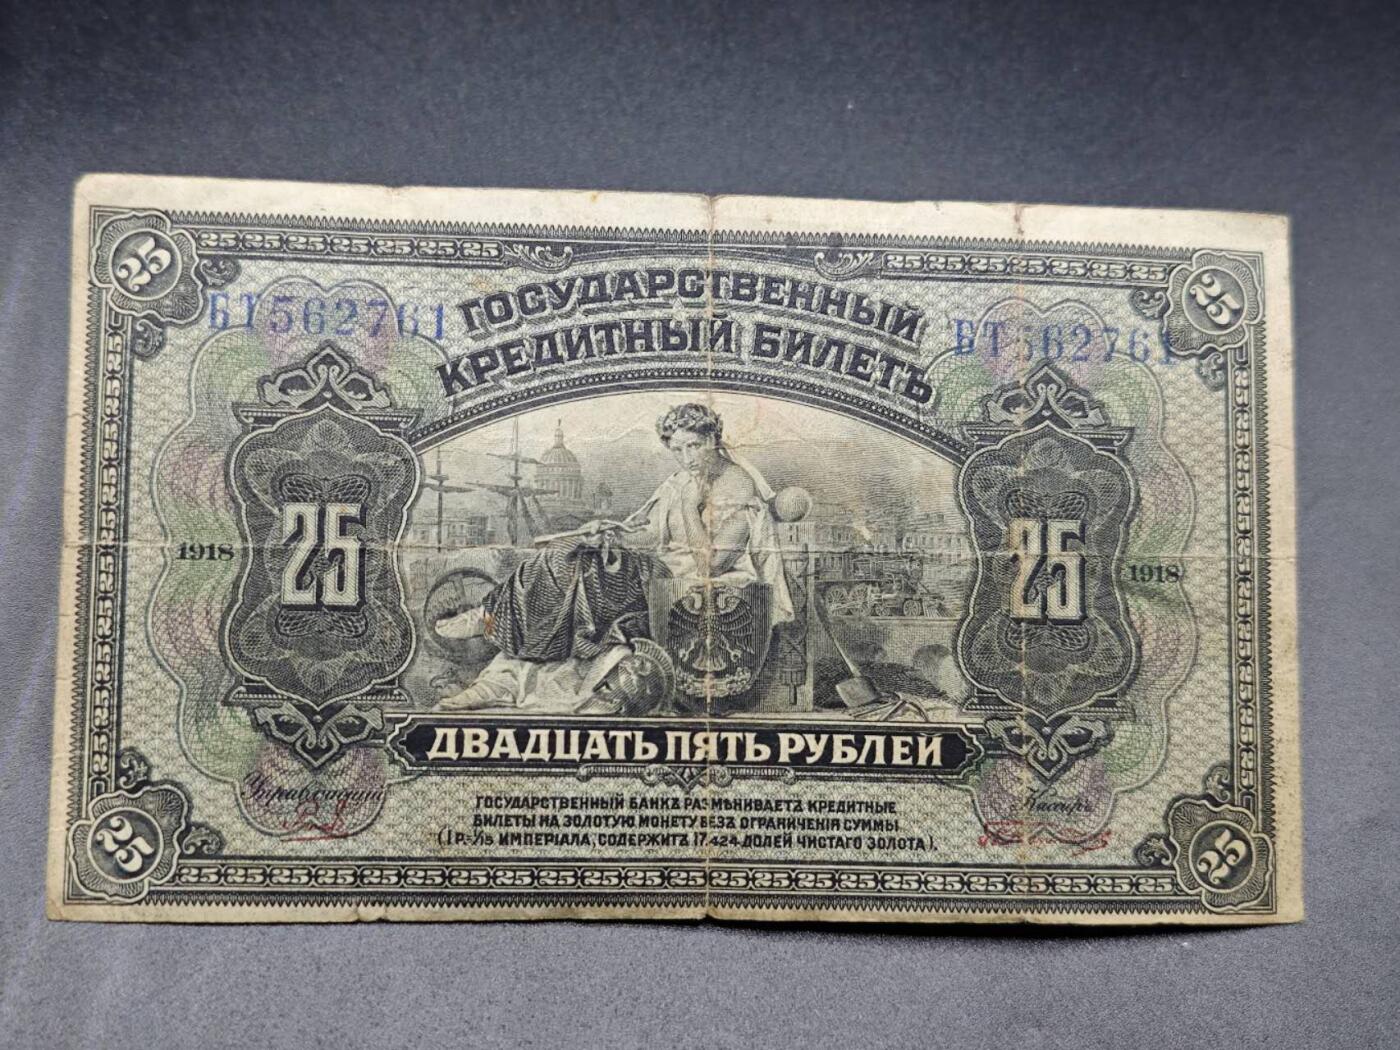 25 25
БТ562761 БТ562761
ГОСУДАРСТВЕННЫЙ
КРЕДИТНЫЙ БИЛЕТЪ
25 25
1918 1918
ДВАДЦАТЬ ПЯТЬ РУБЛЕЙ
Управляющий Кассиръ
ГОСУДАРСТВЕННЫЙ БАНКЪ РАЗМѢНИВАЕТЪ КРЕДИТНЫЕ
БИЛЕТЫ НА ЗОЛОТУЮ МОНЕТУ БЕЗЪ ОГРАНИЧЕНІЯ СУММЫ
(1 Р.=1/15 ИМПЕРІАЛА, СОДЕРЖИТЪ 17,424 ДОЛЕЙ ЧИСТАГО ЗОЛОТА).
25 25